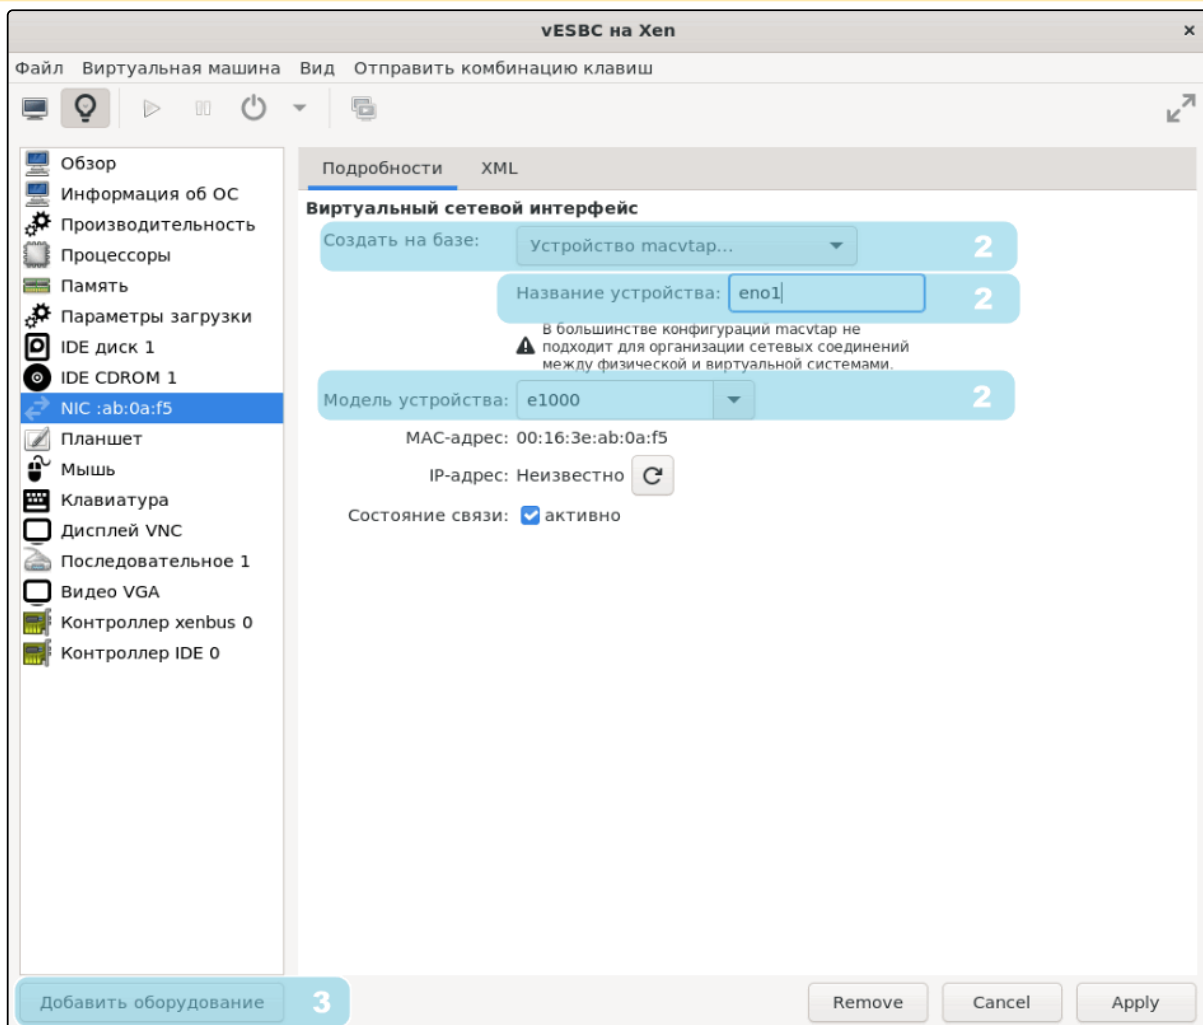 vESBC на Xen
Файл Виртуальная машина Вид Отправить комбинацию клавиш
Обзор
Информация об ОС
Производительность
Процессоры
Память
Параметры загрузки
IDE диск 1
IDE CDROM 1
NIC :ab:0a:f5
Планшет
Мышь
Клавиатура
Дисплей VNC
Последовательное 1
Видео VGA
Контроллер xenbus 0
Контроллер IDE 0
Подробности XML
Виртуальный сетевой интерфейс
Создать на базе: Устройство macvtap... 2
Название устройства: eno1 2
В большинстве конфигураций macvtap не
подходит для организации сетевых соединений
между физической и виртуальной системами.
Модель устройства: e1000 2
MAC-адрес: 00:16:3e:ab:0a:f5
IP-адрес: Неизвестно
Состояние связи: активно
Добавить оборудование 3
Remove Cancel Apply